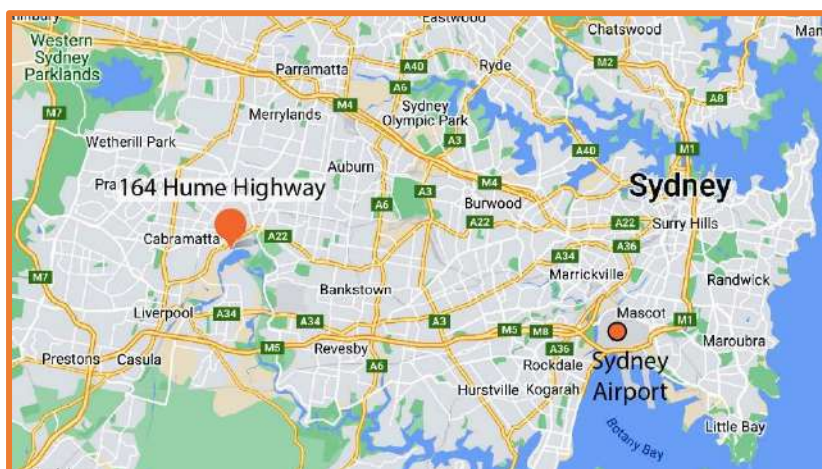 Eastwood
Chatswood
Western
Sydney
Parklands
Parramatta
A40
Ryde
M2
A6
M7
Merrylands
M4
Sydney
Olympic Park
A8
A3
Wetherill Park
A40
M1
Auburn
164 Hume Highway
A6
A3
M4
Burwood
Sydney
Cabramatta
A22
A22
A22
Surry Hills
A36
A34
M7
Bankstown
Marrickville
Randwick
Liverpool
A34
A34
A3
M5
M8
Mascot
M1
Prestons
Casula
M5
Revesby
A6
A36
Rockdale
Maroubra
Sydney
Airport
Hurstville
Kogarah
Little Bay
Botany Bay